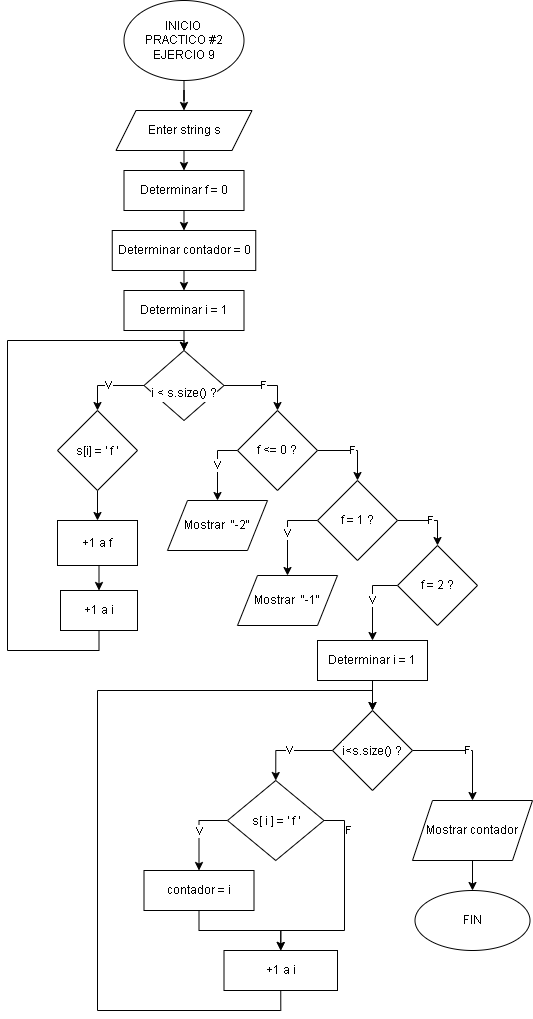 INICIO
PRACTICO #2
EJERCIO 9
Enter string s
Determinar f = 0
Determinar contador = 0
Determinar i = 1
i < s.size() ?
V
F
s[i] = ' f '
f <= 0 ?
V
F
Mostrar "-2"
f = 1 ?
+1 a f
V
F
Mostrar "-1"
f = 2 ?
+1 a i
V
Determinar i = 1
i<s.size() ?
V
F
s[ i ] = ' f '
Mostrar contador
V
F
contador = i
FIN
+1 a i